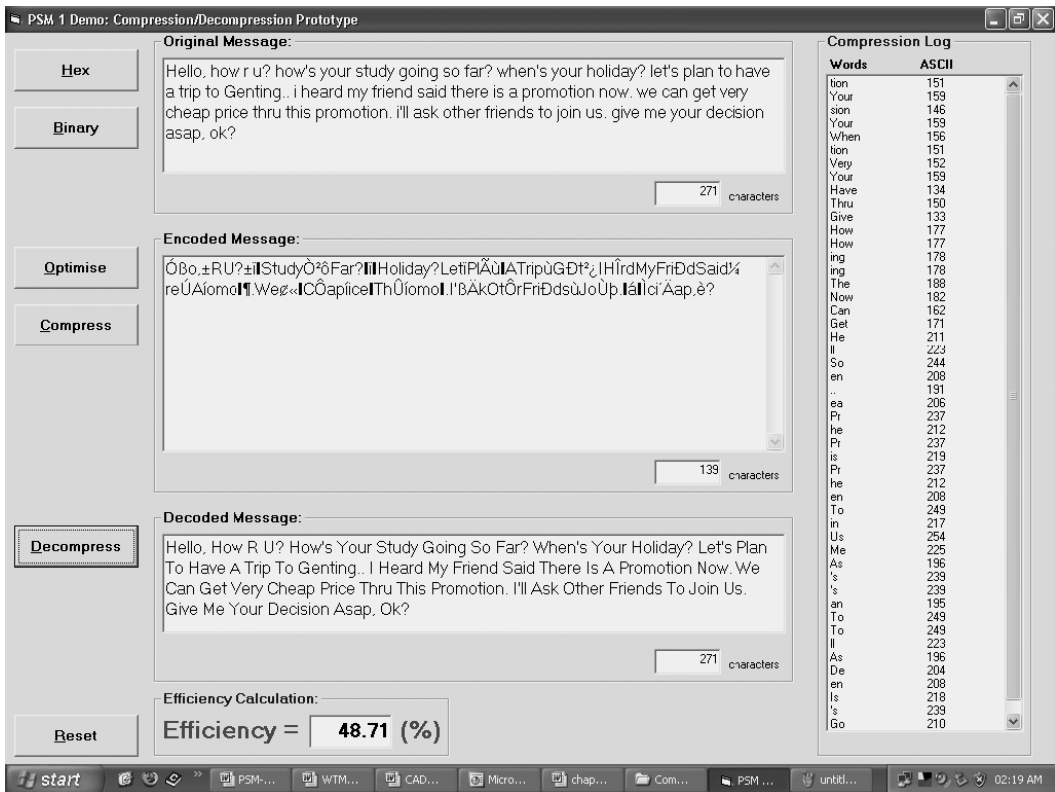 PSM 1 Demo: Compression/Decompression Prototype
Hex
Binary
Optimise
Compress
Decompress
Reset
Original Message:
Hello, how r u? how's your study going so far? when's your holiday? let's plan to have
a trip to Genting.. i heard my friend said there is a promotion now. we can get very
cheap price thru this promotion. i'll ask other friends to join us. give me your decision
asap, ok?
271 characters
Encoded Message:
139 characters
Decoded Message:
Hello, How R U? How's Your Study Going So Far? When's Your Holiday? Let's Plan
To Have A Trip To Genting.. I Heard My Friend Said There Is A Promotion Now. We
Can Get Very Cheap Price Thru This Promotion. I'll Ask Other Friends To Join Us.
Give Me Your Decision Asap, Ok?
271 characters
Efficiency Calculation:
Efficiency = 48.71 (%)
Compression Log
Words ASCII
tion 151
Your 159
sion 146
Your 159
When 156
tion 151
Very 152
Your 159
Have 134
Thru 150
Give 133
How 177
How 177
ing 178
ing 178
The 188
Now 182
Can 162
Get 171
He 211
ll 223
So 244
en 208
.. 191
ea 206
Pr 237
he 212
Pr 237
is 219
Pr 237
he 212
en 208
To 249
in 217
Us 254
Me 225
As 196
's 239
's 239
an 195
To 249
To 249
ll 223
As 196
De 204
en 208
Is 218
's 239
Go 210
start
PSM-...
WTM...
CAD...
Micro...
chap...
Com...
PSM ...
untitl...
02:19 AM